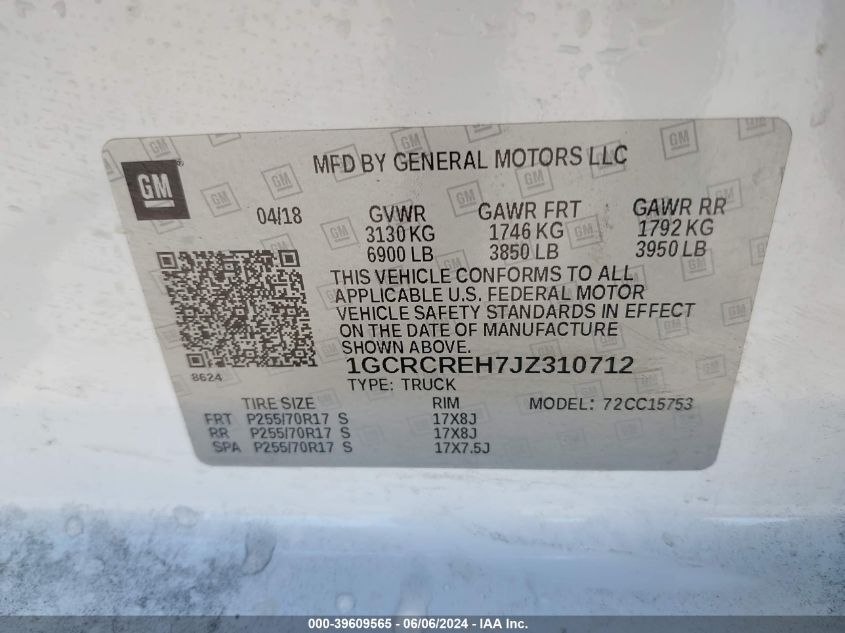 GM
MFD BY GENERAL MOTORS LLC
04/18 GVWR GAWR FRT GAWR RR
3130 KG 1746 KG 1792 KG
6900 LB 3850 LB 3950 LB
THIS VEHICLE CONFORMS TO ALL
APPLICABLE U.S. FEDERAL MOTOR
VEHICLE SAFETY STANDARDS IN EFFECT
ON THE DATE OF MANUFACTURE
SHOWN ABOVE.
8624
1GCRCREH7JZ310712
TYPE: TRUCK
TIRE SIZE RIM MODEL: 72CC15753
FRT P255/70R17 S 17X8J
RR P255/70R17 S 17X8J
SPA P255/70R17 S 17X7.5J
000-39609565 - 06/06/2024 - IAA Inc.